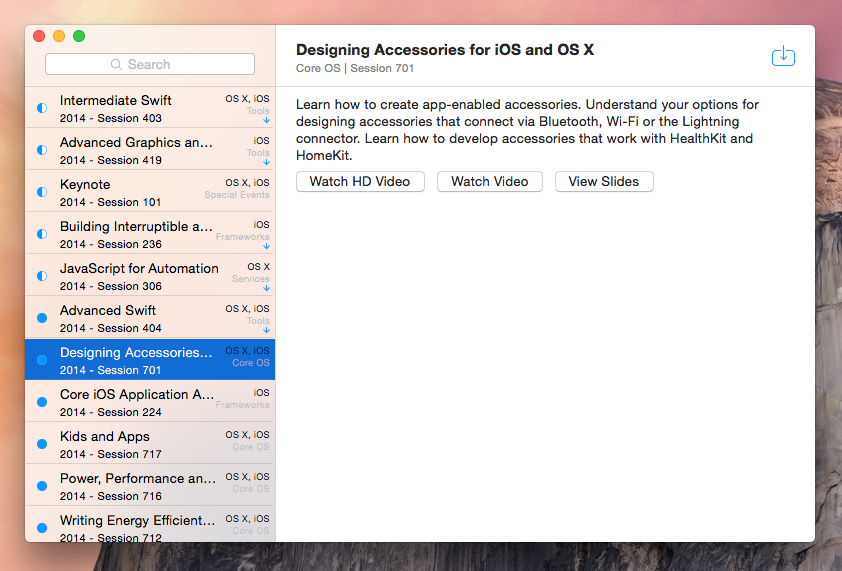 Search
Intermediate Swift
OS X, iOS
Tools
2014 - Session 403
Advanced Graphics an...
iOS
Tools
2014 - Session 419
Keynote
OS X, iOS
Special Events
2014 - Session 101
Building Interruptible a...
iOS
Frameworks
2014 - Session 236
JavaScript for Automation
OS X
Services
2014 - Session 306
Advanced Swift
OS X, iOS
Tools
2014 - Session 404
Designing Accessories...
OS X, iOS
Core OS
2014 - Session 701
Core iOS Application A...
iOS
Frameworks
2014 - Session 224
Kids and Apps
OS X, iOS
Core OS
2014 - Session 717
Power, Performance an...
OS X, iOS
Core OS
2014 - Session 716
Writing Energy Efficient...
OS X, iOS
Core OS
2014 - Session 712
Designing Accessories for iOS and OS X
Core OS | Session 701
Learn how to create app-enabled accessories. Understand your options for
designing accessories that connect via Bluetooth, Wi-Fi or the Lightning
connector. Learn how to develop accessories that work with HealthKit and
HomeKit.
Watch HD Video Watch Video View Slides